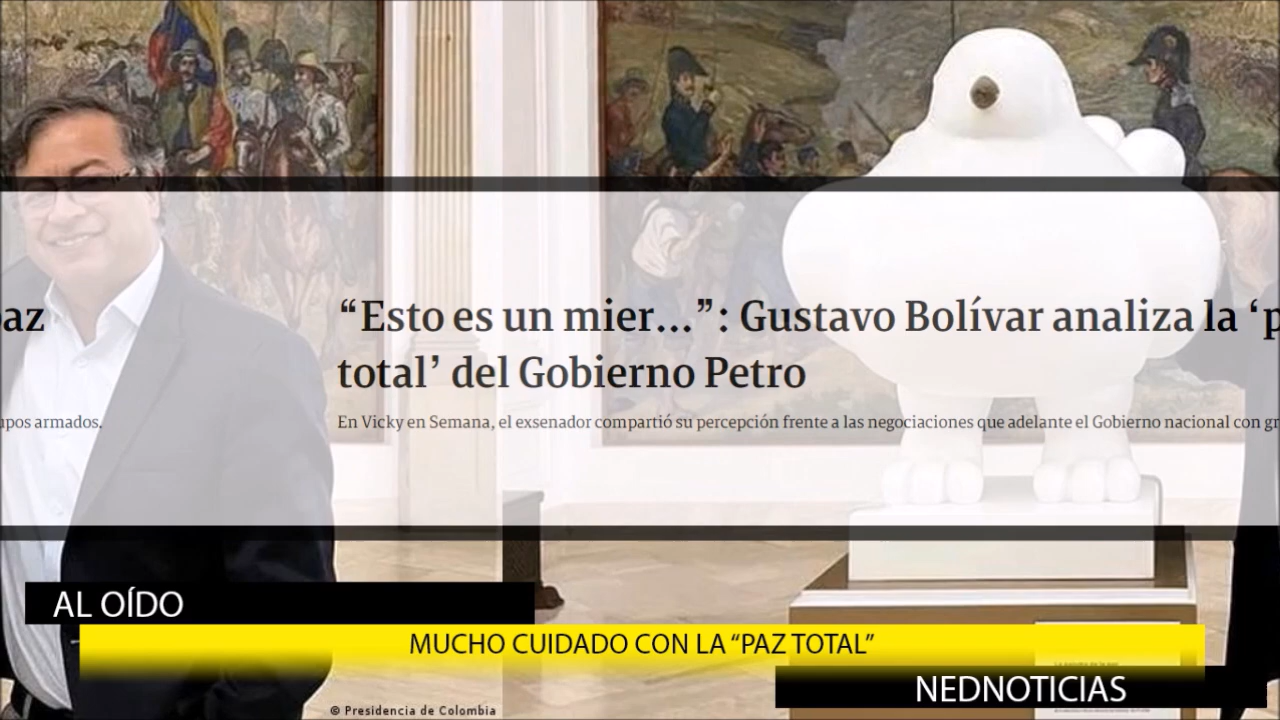 az
upos armados.
“Esto es un mier...”: Gustavo Bolívar analiza la ‘p
total’ del Gobierno Petro
En Vicky en Semana, el exsenador compartió su percepción frente a las negociaciones que adelante el Gobierno nacional con gr
AL OÍDO
MUCHO CUIDADO CON LA “PAZ TOTAL”
NEDNOTICIAS
© Presidencia de Colombia